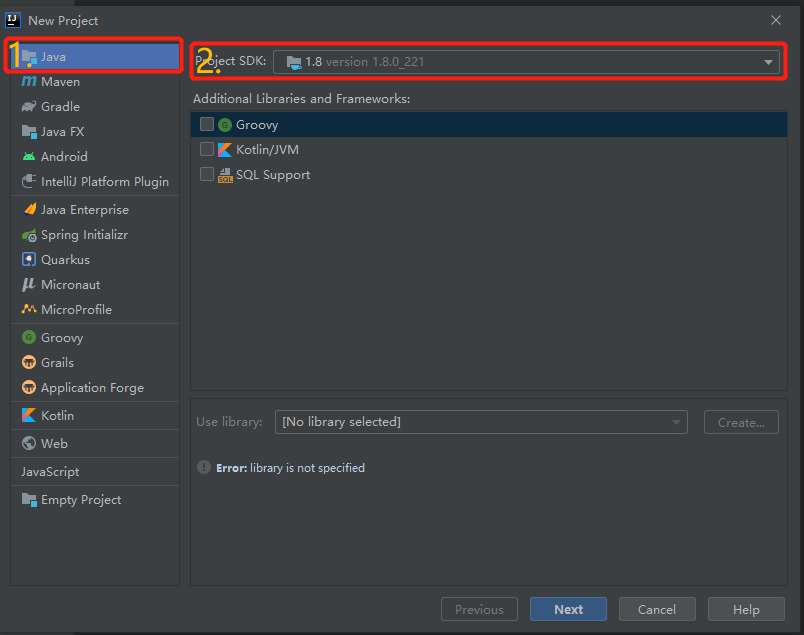 IJ New Project
1. Java
Maven
Gradle
Java FX
Android
IntelliJ Platform Plugin
Java Enterprise
Spring Initializr
Quarkus
Micronaut
MicroProfile
Groovy
Grails
Application Forge
Kotlin
Web
JavaScript
Empty Project
2. Project SDK: 1.8 version 1.8.0_221
Additional Libraries and Frameworks:
Groovy
Kotlin/JVM
SQL Support
Use library: [No library selected] Create...
Error: library is not specified
Previous Next Cancel Help